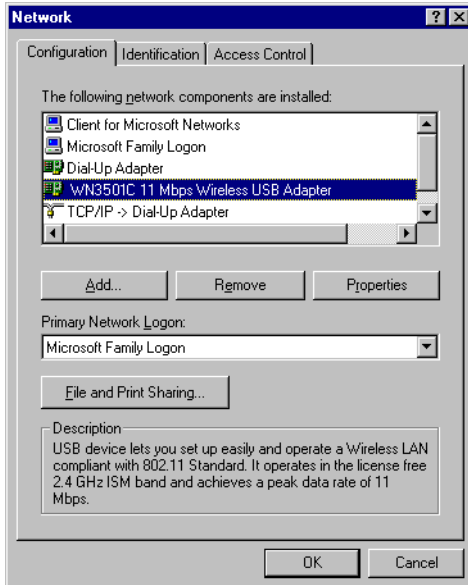 Network
Configuration Identification Access Control
The following network components are installed:
Client for Microsoft Networks
Microsoft Family Logon
Dial-Up Adapter
WN3501C 11 Mbps Wireless USB Adapter
TCP/IP -> Dial-Up Adapter
Add... Remove Properties
Primary Network Logon:
Microsoft Family Logon
File and Print Sharing...
Description
USB device lets you set up easily and operate a Wireless LAN
compliant with 802.11 Standard. It operates in the license free
2.4 GHz ISM band and achieves a peak data rate of 11
Mbps.
OK Cancel